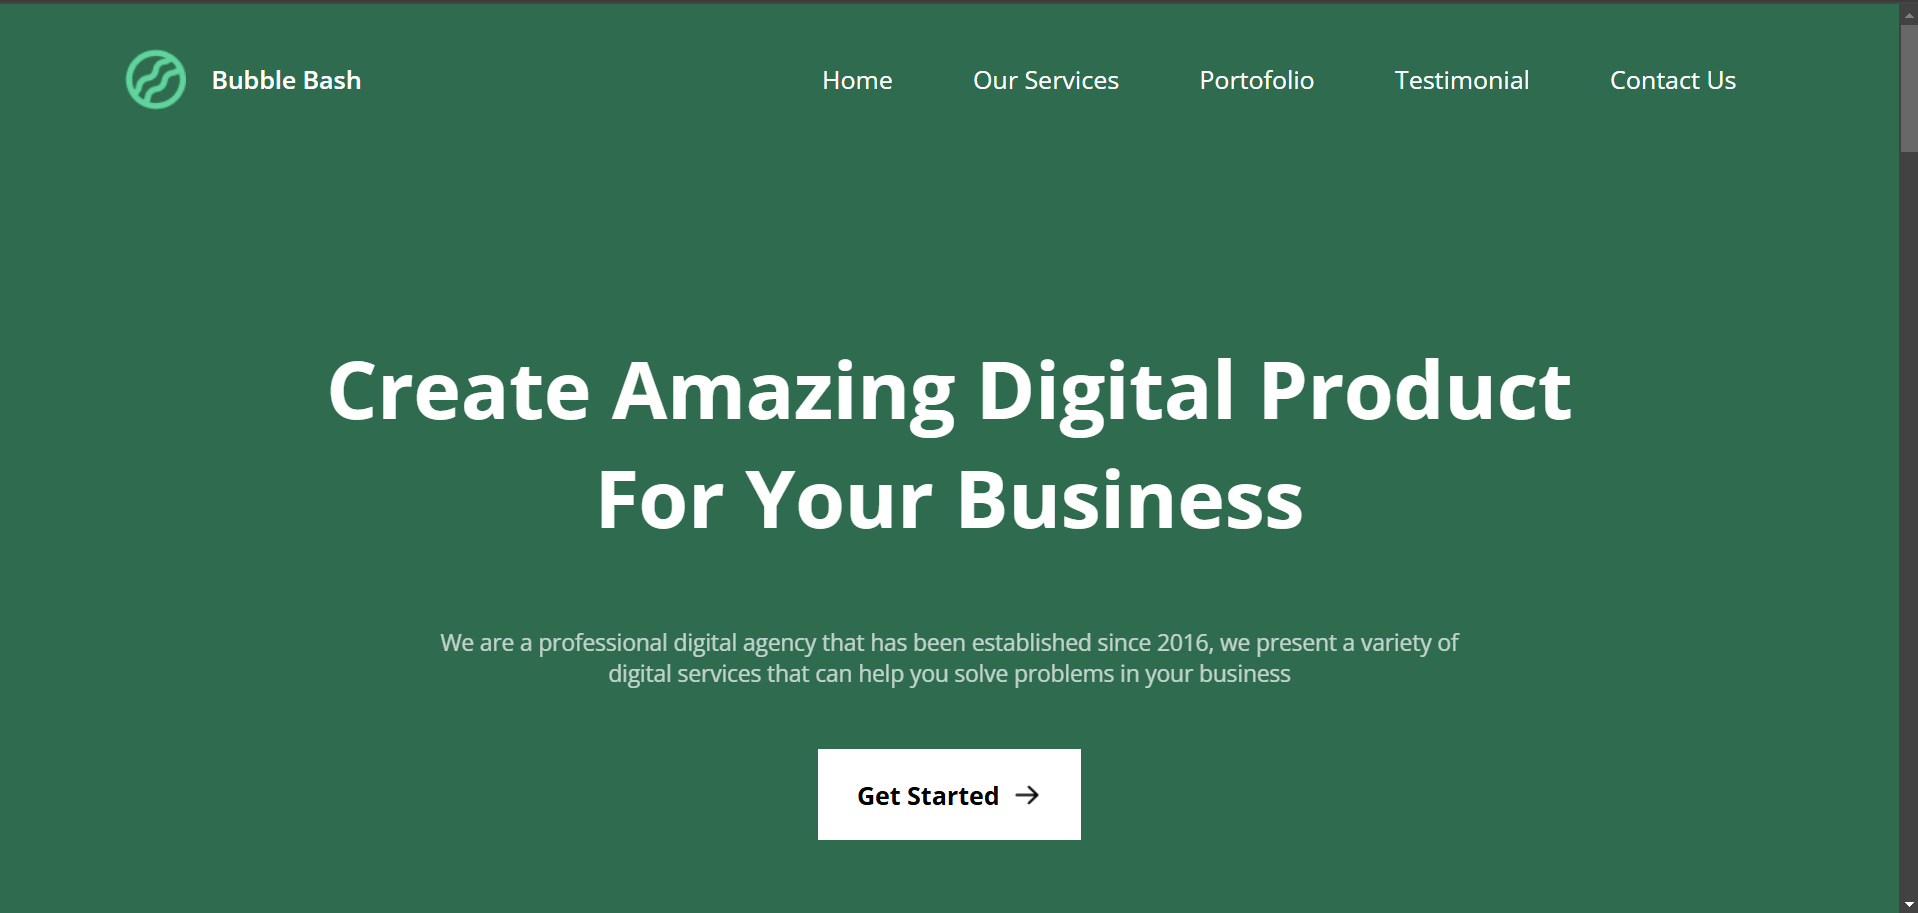 Bubble Bash
Home
Our Services
Portofolio
Testimonial
Contact Us
Create Amazing Digital Product
For Your Business
We are a professional digital agency that has been established since 2016, we present a variety of
digital services that can help you solve problems in your business
Get Started